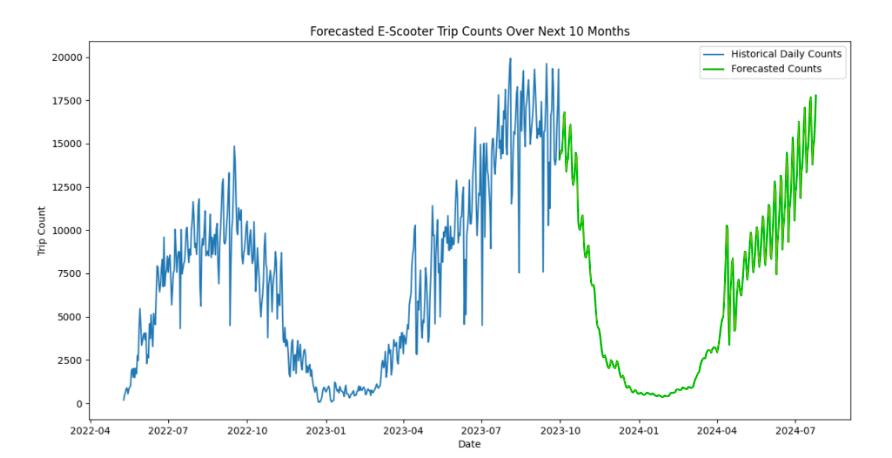 Forecasted E-Scooter Trip Counts Over Next 10 Months
Historical Daily Counts
Forecasted Counts
Trip Count
20000
17500
15000
12500
10000
7500
5000
2500
0
2022-04 2022-07 2022-10 2023-01 2023-04 2023-07 2023-10 2024-01 2024-04 2024-07
Date